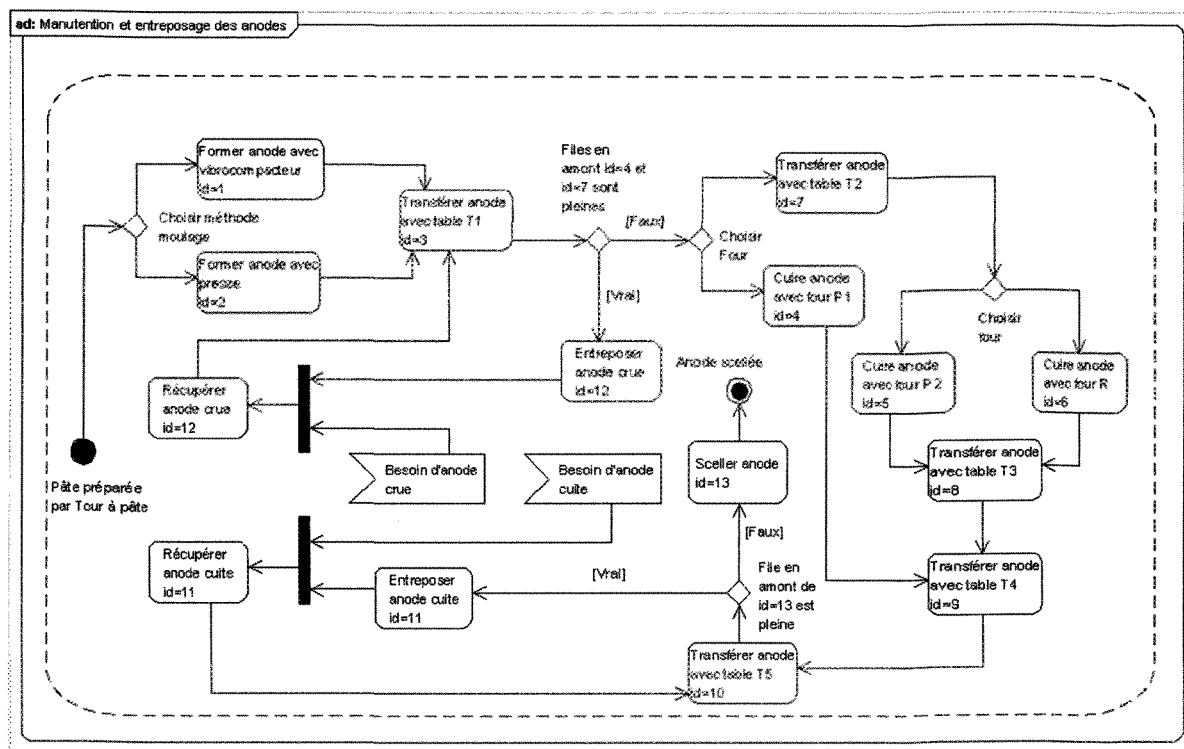 ad: Manutention et entreposage des anodes
Former anode avec
vibrocompacteur
id=1
Choisir méthode
moulage
Former anode avec
presse
id=2
Transférer anode
avec table T1
id=3
Files en
amont id=4 et
id=7 sont
pleines
[Faux]
[Vrai]
Choisir
Four
Transférer anode
avec table T2
id=7
Cuire anode
avec four P1
id=4
Choisir
four
Cuire anode
avec four P2
id=5
Cuire anode
avec four R
id=6
Entreposer
anode crue
id=12
Anode scellée
Récupérer
anode crue
id=12
Besoin d'anode
crue
Besoin d'anode
cuite
Sceller anode
id=13
Transférer anode
avec table T3
id=8
Pâte préparée
par Tour à pâte
[Faux]
Récupérer
anode cuite
id=11
Entreposer
anode cuite
id=11
[Vrai]
File en
amont de
id=13 est
pleine
Transférer anode
avec table T4
id=9
Transférer anode
avec table T5
id=10